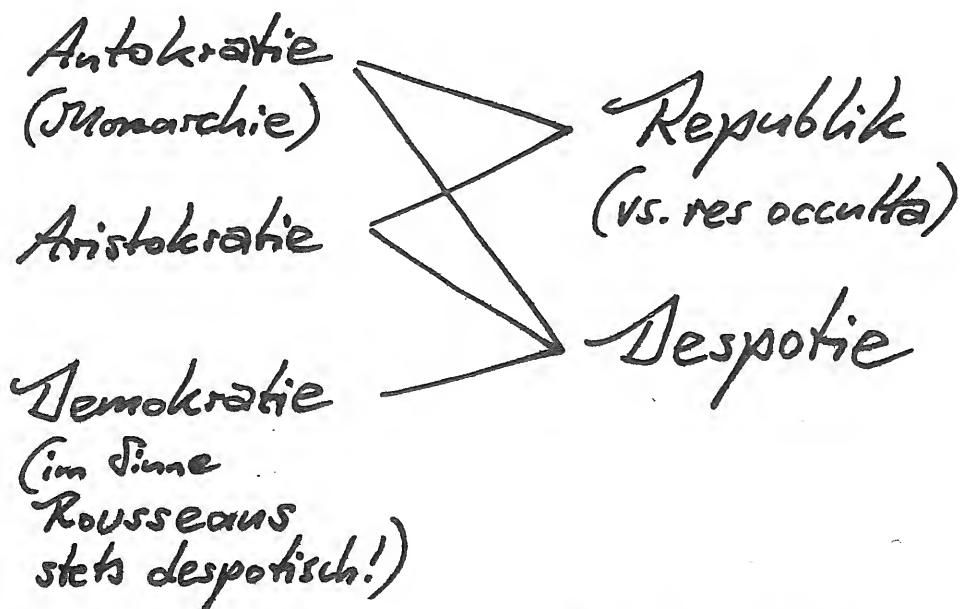 Autokratie
(Monarchie)
Aristokratie
Demokratie
(im Sinne
Rousseaus
stets despotisch!)
Republik
(vs. res occulta)
Despotie